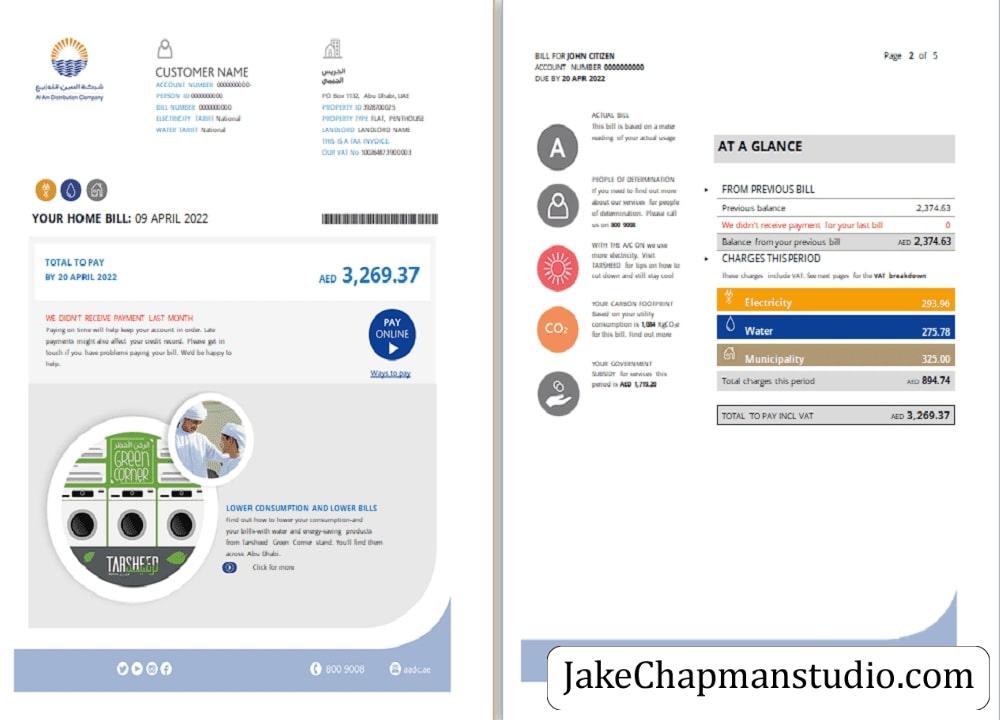 شركة العين للتوزيع
Al Ain Distribution Company
CUSTOMER NAME
ACCOUNT NUMBER 0000000000
PERSON ID 000000000
BILL NUMBER 000000000
ELECTRICITY TARIFF National
WATER TARIFF National
PO Box 1132, Abu Dhabi, UAE
PROPERTY ID 3928700025
PROPERTY TYPE FLAT, PENTHOUSE
LANDLORD LANDLORD NAME
THIS IS A TAX INVOICE:
OUR VAT No 100264873900003
YOUR HOME BILL: 09 APRIL 2022
TOTAL TO PAY
BY 20 APRIL 2022
AED 3,269.37
WE DIDN'T RECEIVE PAYMENT LAST MONTH
Paying on time will help keep your account in order. Late
payments might also affect your credit record. Please get in
touch if you have problems paying your bill. We'd be happy to
help.
PAY
ONLINE
Ways to pay
الركن الأخضر
GREEN
CORNER
TARSHEED
LOWER CONSUMPTION AND LOWER BILLS
Find out how to lower your consumption-and
your bills-with water and energy-saving products
from Tarsheed Green Corner stand. You'll find them
across Abu Dhabi.
Click for more
800 9008
aadc.ae
BILL FOR JOHN CITIZEN
ACCOUNT NUMBER 0000000000
DUE BY 20 APR 2022
Page 2 of 5
A
ACTUAL BILL
This bill is based on a meter
reading of your actual usage
PEOPLE OF DETERMINATION
If you need to find out more
about our services for people
of determination. Please call
us on 800 9008
WITH THE A/C ON we use
more electricity. Visit
TARSHEED for tips on how to
cut down and still stay cool
CO₂
YOUR CARBON FOOTPRINT
Based on your utility
consumption is 1,084 KgCO₂e
for this bill. Find out more
YOUR GOVERNMENT
SUBSIDY for services this
period is AED 1,719.20
AT A GLANCE
FROM PREVIOUS BILL
Previous balance 2,374.63
We didn't receive payment for your last bill 0
Balance from your previous bill AED 2,374.63
CHARGES THIS PERIOD
These charges include VAT. See next pages for the VAT breakdown
Electricity 293.96
Water 275.78
Municipality 325.00
Total charges this period AED 894.74
TOTAL TO PAY INCL VAT AED 3,269.37
JakeChapmanstudio.com